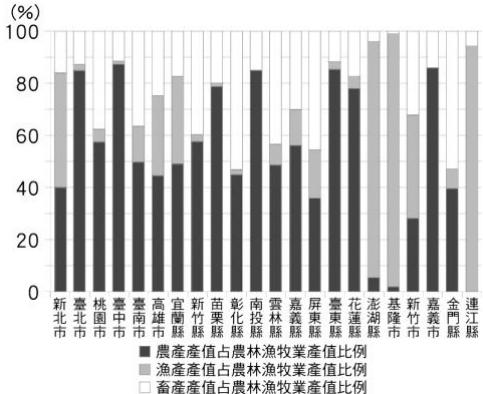 (%)
100
80
60
40
20
0
新北市 臺北市 桃園市 臺中市 臺南市 高雄市 宜蘭縣 新竹縣 苗栗縣 彰化縣 南投縣 雲林縣 嘉義縣 屏東縣 臺東縣 花蓮縣 澎湖縣 基隆市 新竹市 嘉義市 金門縣 連江縣
農產產值占農林漁牧業產值比例
漁產產值占農林漁牧業產值比例
畜產產值占農林漁牧業產值比例